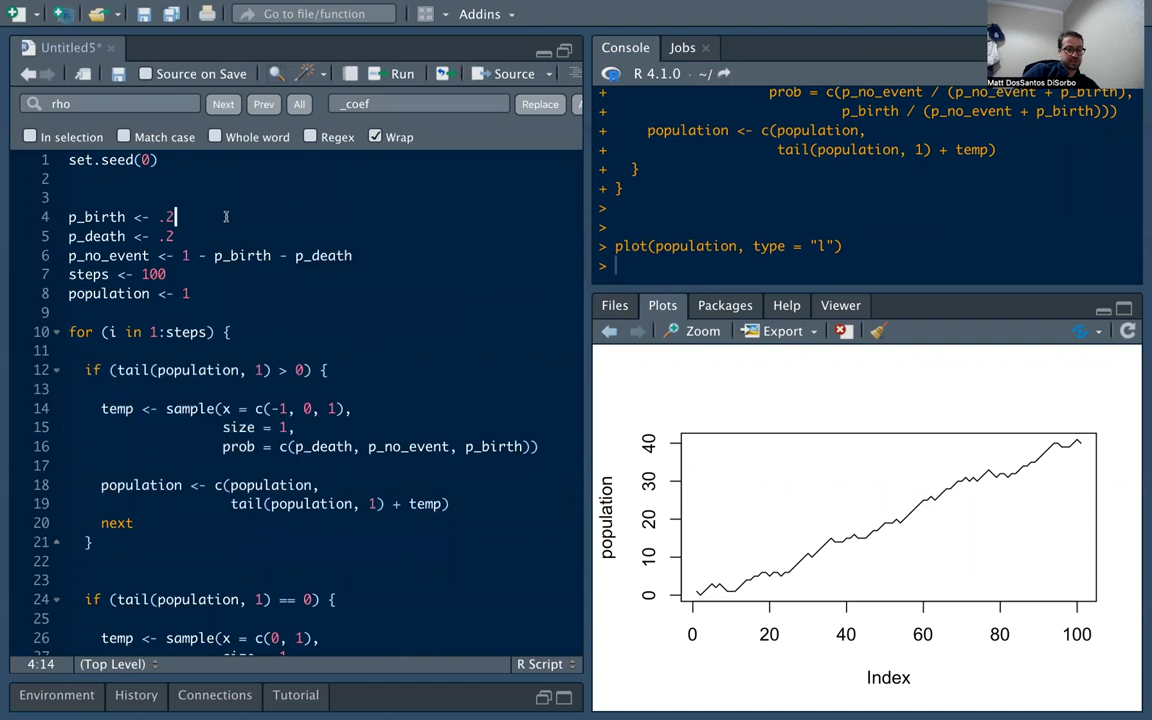 Go to file/function
Addins
Matt DosSantos DiSorbo
Untitled5*
Source on Save
Run
Source
rho
Next
Prev
All
_coef
Replace
In selection
Match case
Whole word
Regex
Wrap
1 set.seed(0)
2
3
4 p_birth <- .2
5 p_death <- .2
6 p_no_event <- 1 - p_birth - p_death
7 steps <- 100
8 population <- 1
9
10 for (i in 1:steps) {
11
12 if (tail(population, 1) > 0) {
13
14 temp <- sample(x = c(-1, 0, 1),
15 size = 1,
16 prob = c(p_death, p_no_event, p_birth))
17
18 population <- c(population,
19 tail(population, 1) + temp)
20 next
21 }
22
23
24 if (tail(population, 1) == 0) {
25
26 temp <- sample(x = c(0, 1),
4:14
(Top Level)
R Script
Environment
History
Connections
Tutorial
Console
Jobs
R 4.1.0 · ~/
+ prob = c(p_no_event / (p_no_event + p_birth),
+ p_birth / (p_no_event + p_birth)))
+ population <- c(population,
+ tail(population, 1) + temp)
+ }
+ }
>
>
> plot(population, type = "l")
>
Files
Plots
Packages
Help
Viewer
Zoom
Export
population
40
30
20
10
0
0 20 40 60 80 100
Index